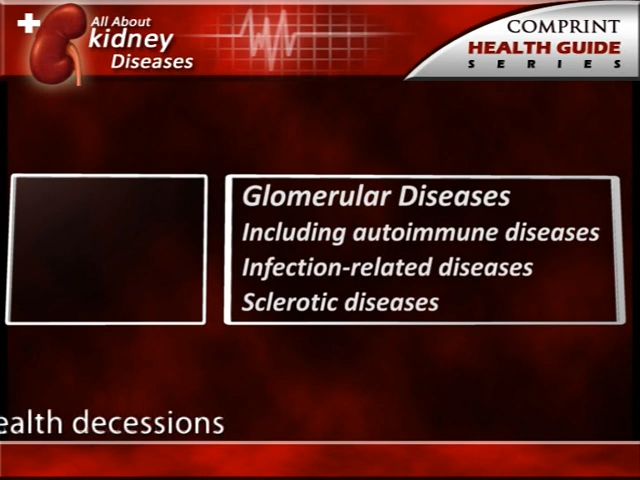 All About
kidney
Diseases
COMPRINT
HEALTH GUIDE
SERIES
Glomerular Diseases
Including autoimmune diseases
Infection-related diseases
Sclerotic diseases
ealth decessions